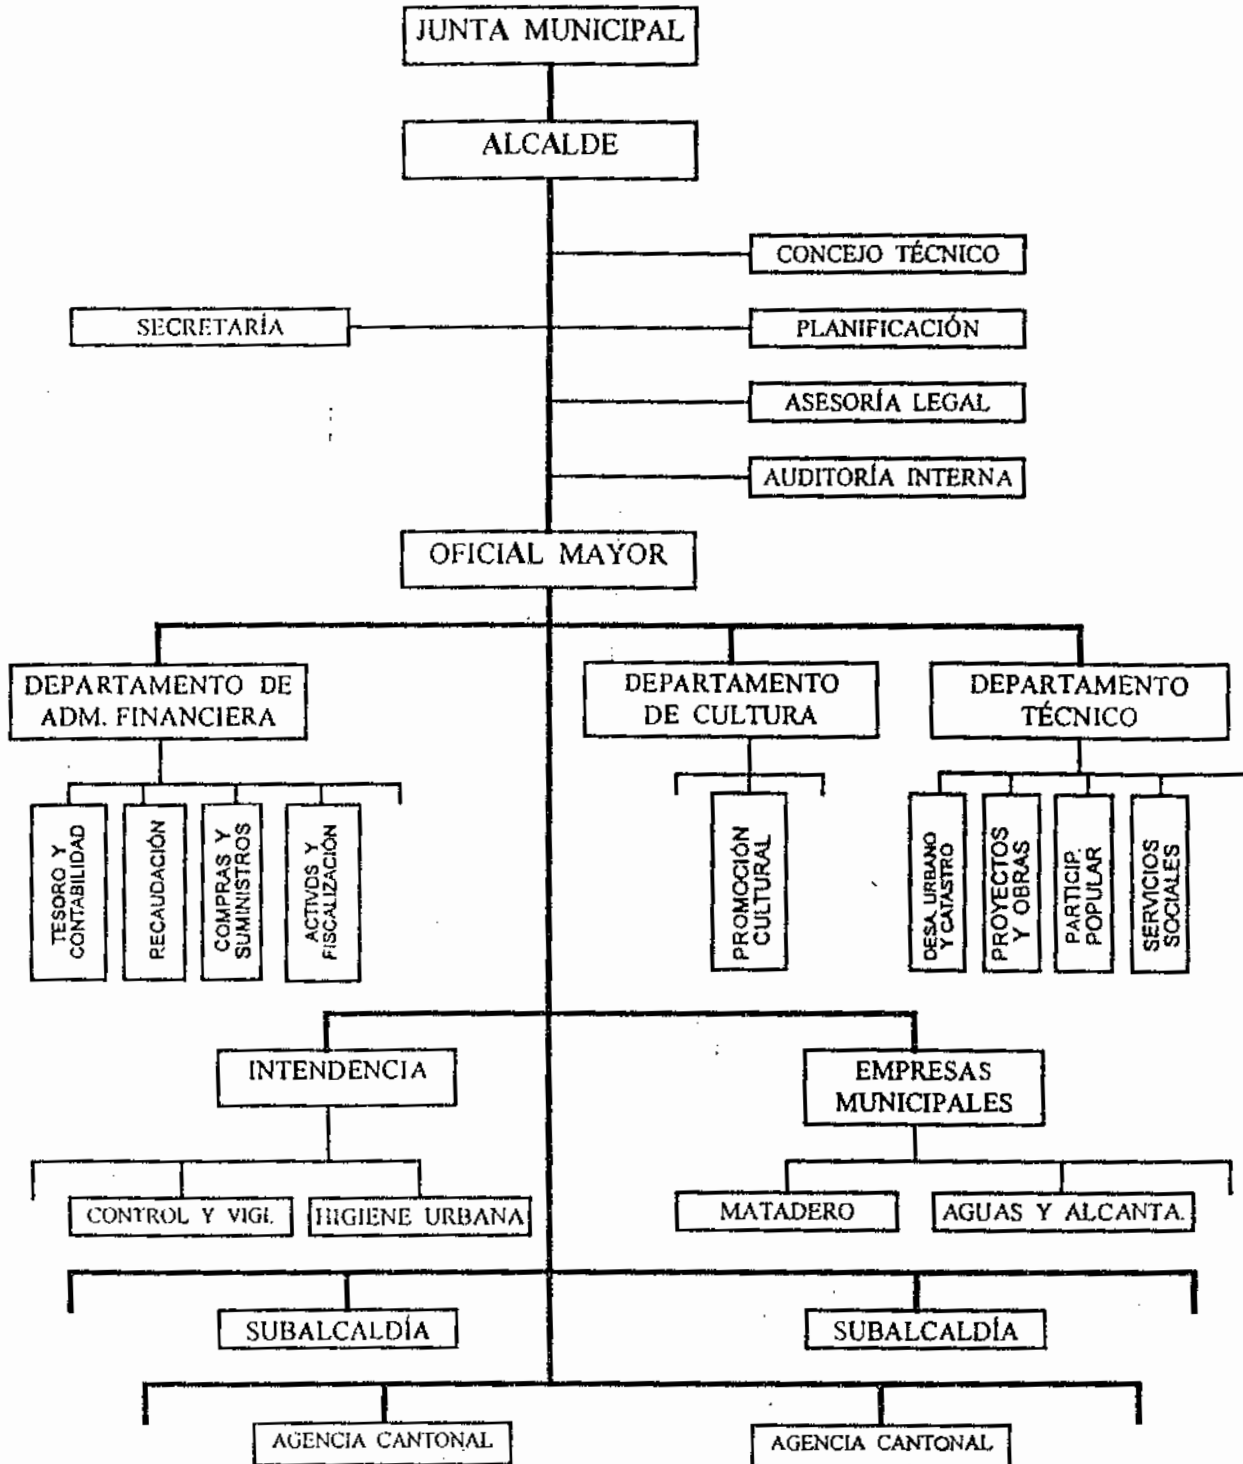 JUNTA MUNICIPAL
ALCALDE
CONCEJO TÉCNICO
SECRETARÍA
PLANIFICACIÓN
ASESORÍA LEGAL
AUDITORÍA INTERNA
OFICIAL MAYOR
DEPARTAMENTO DE
ADM. FINANCIERA
DEPARTAMENTO
DE CULTURA
DEPARTAMENTO
TÉCNICO
TESORO Y
CONTABILIDAD
RECAUDACIÓN
COMPRAS Y
SUMINISTROS
ACTIVOS Y
FISCALIZACIÓN
PROMOCIÓN
CULTURAL
DESA. URBANO
Y CATASTRO
PROYECTOS
Y OBRAS
PARTICIP.
POPULAR
SERVICIOS
SOCIALES
INTENDENCIA
EMPRESAS
MUNICIPALES
CONTROL Y VIGI.
HIGIENE URBANA
MATADERO
AGUAS Y ALCANTA.
SUBALCALDÍA
SUBALCALDÍA
AGENCIA CANTONAL
AGENCIA CANTONAL